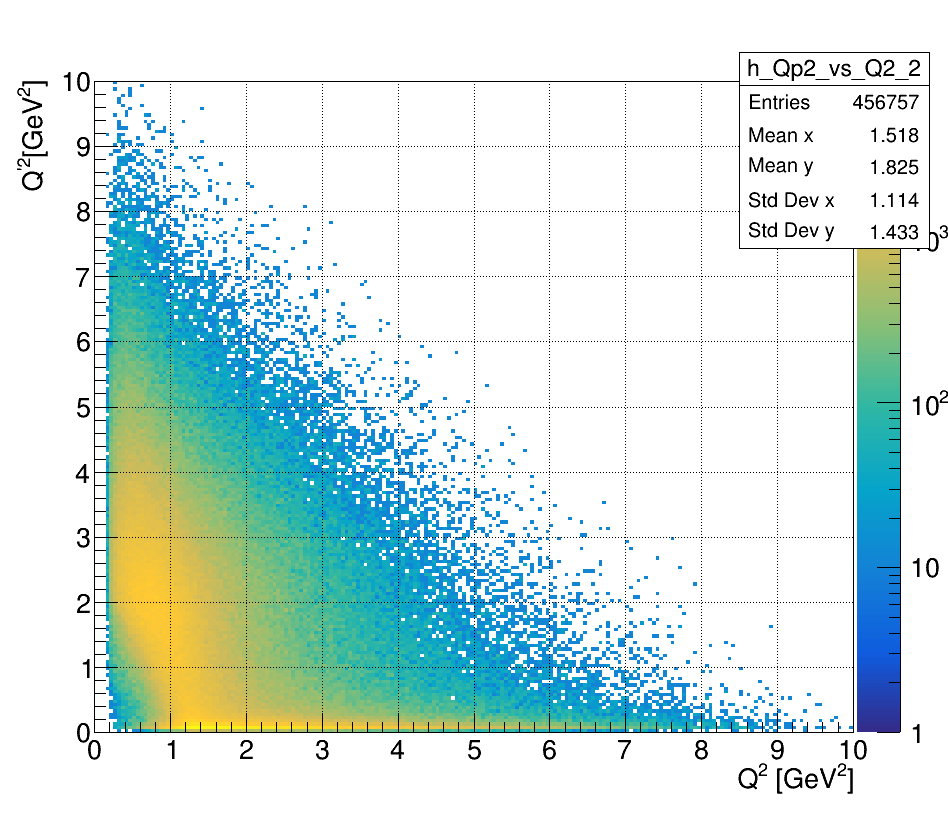 h_Qp2_vs_Q2_2
Entries 456757
Mean x 1.518
Mean y 1.825
Std Dev x 1.114
Std Dev y 1.433
Q'² [GeV²]
10
9
8
7
6
5
4
3
2
1
0
0 1 2 3 4 5 6 7 8 9 10
Q² [GeV²]
10³
10²
10
1